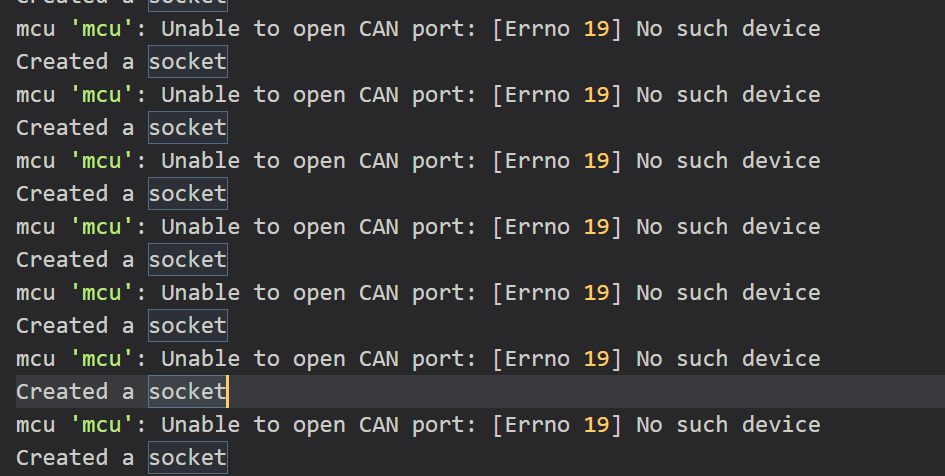 Created a socket
mcu 'mcu': Unable to open CAN port: [Errno 19] No such device
Created a socket
mcu 'mcu': Unable to open CAN port: [Errno 19] No such device
Created a socket
mcu 'mcu': Unable to open CAN port: [Errno 19] No such device
Created a socket
mcu 'mcu': Unable to open CAN port: [Errno 19] No such device
Created a socket
mcu 'mcu': Unable to open CAN port: [Errno 19] No such device
Created a socket
mcu 'mcu': Unable to open CAN port: [Errno 19] No such device
Created a socket
mcu 'mcu': Unable to open CAN port: [Errno 19] No such device
Created a socket